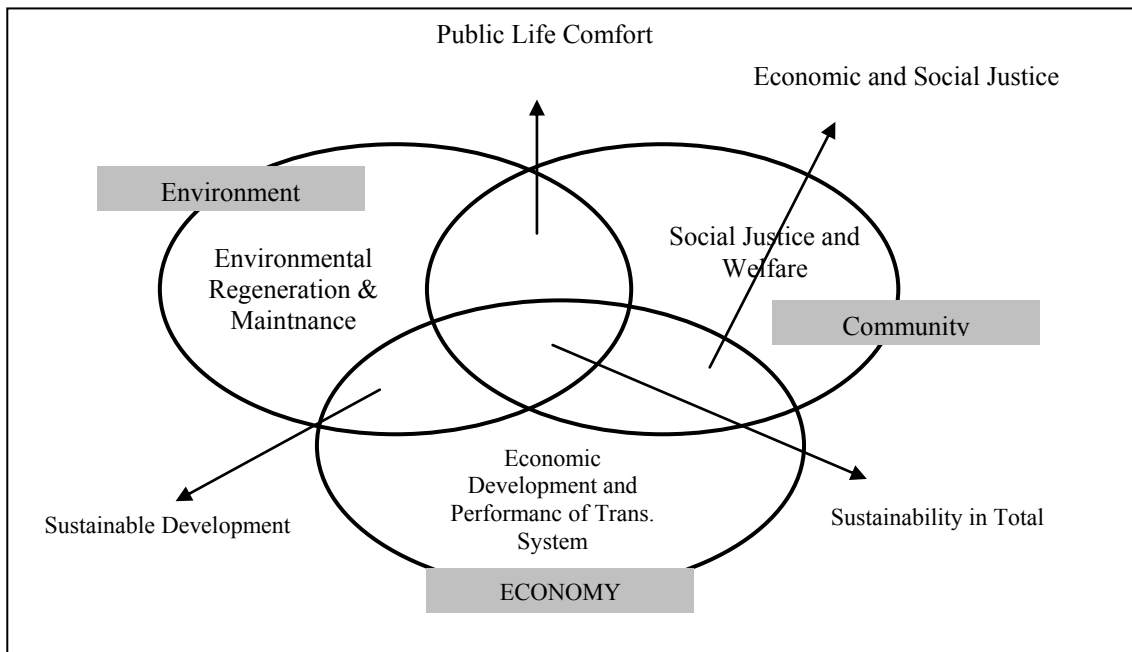 Public Life Comfort
Economic and Social Justice
Environment
Environmental
Regeneration &
Maintnance
Social Justice and
Welfare
Community
Economic
Development and
Performanc of Trans.
System
Sustainable Development
Sustainability in Total
ECONOMY